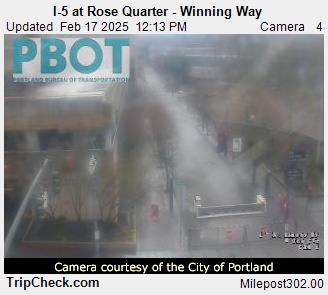 I-5 at Rose Quarter - Winning Way
Updated Feb 17 2025 12:13 PM Camera 4
PBOT
PORTLAND BUREAU OF TRANSPORTATION
Camera courtesy of the City of Portland
TripCheck.com Milepost302.00